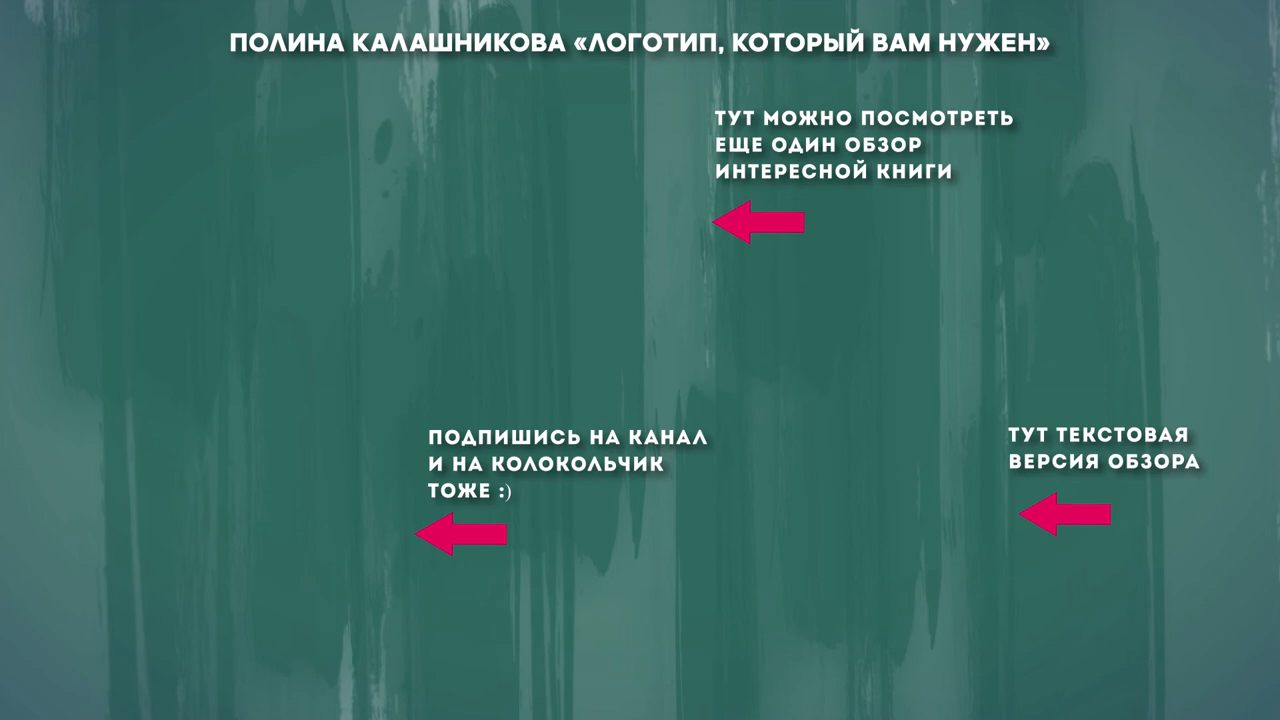 ПОЛИНА КАЛАШНИКОВА «ЛОГОТИП, КОТОРЫЙ ВАМ НУЖЕН»
ТУТ МОЖНО ПОСМОТРЕТЬ
ЕЩЕ ОДИН ОБЗОР
ИНТЕРЕСНОЙ КНИГИ
ПОДПИШИСЬ НА КАНАЛ
И НА КОЛОКОЛЬЧИК
ТОЖЕ :)
ТУТ ТЕКСТОВАЯ
ВЕРСИЯ ОБЗОРА